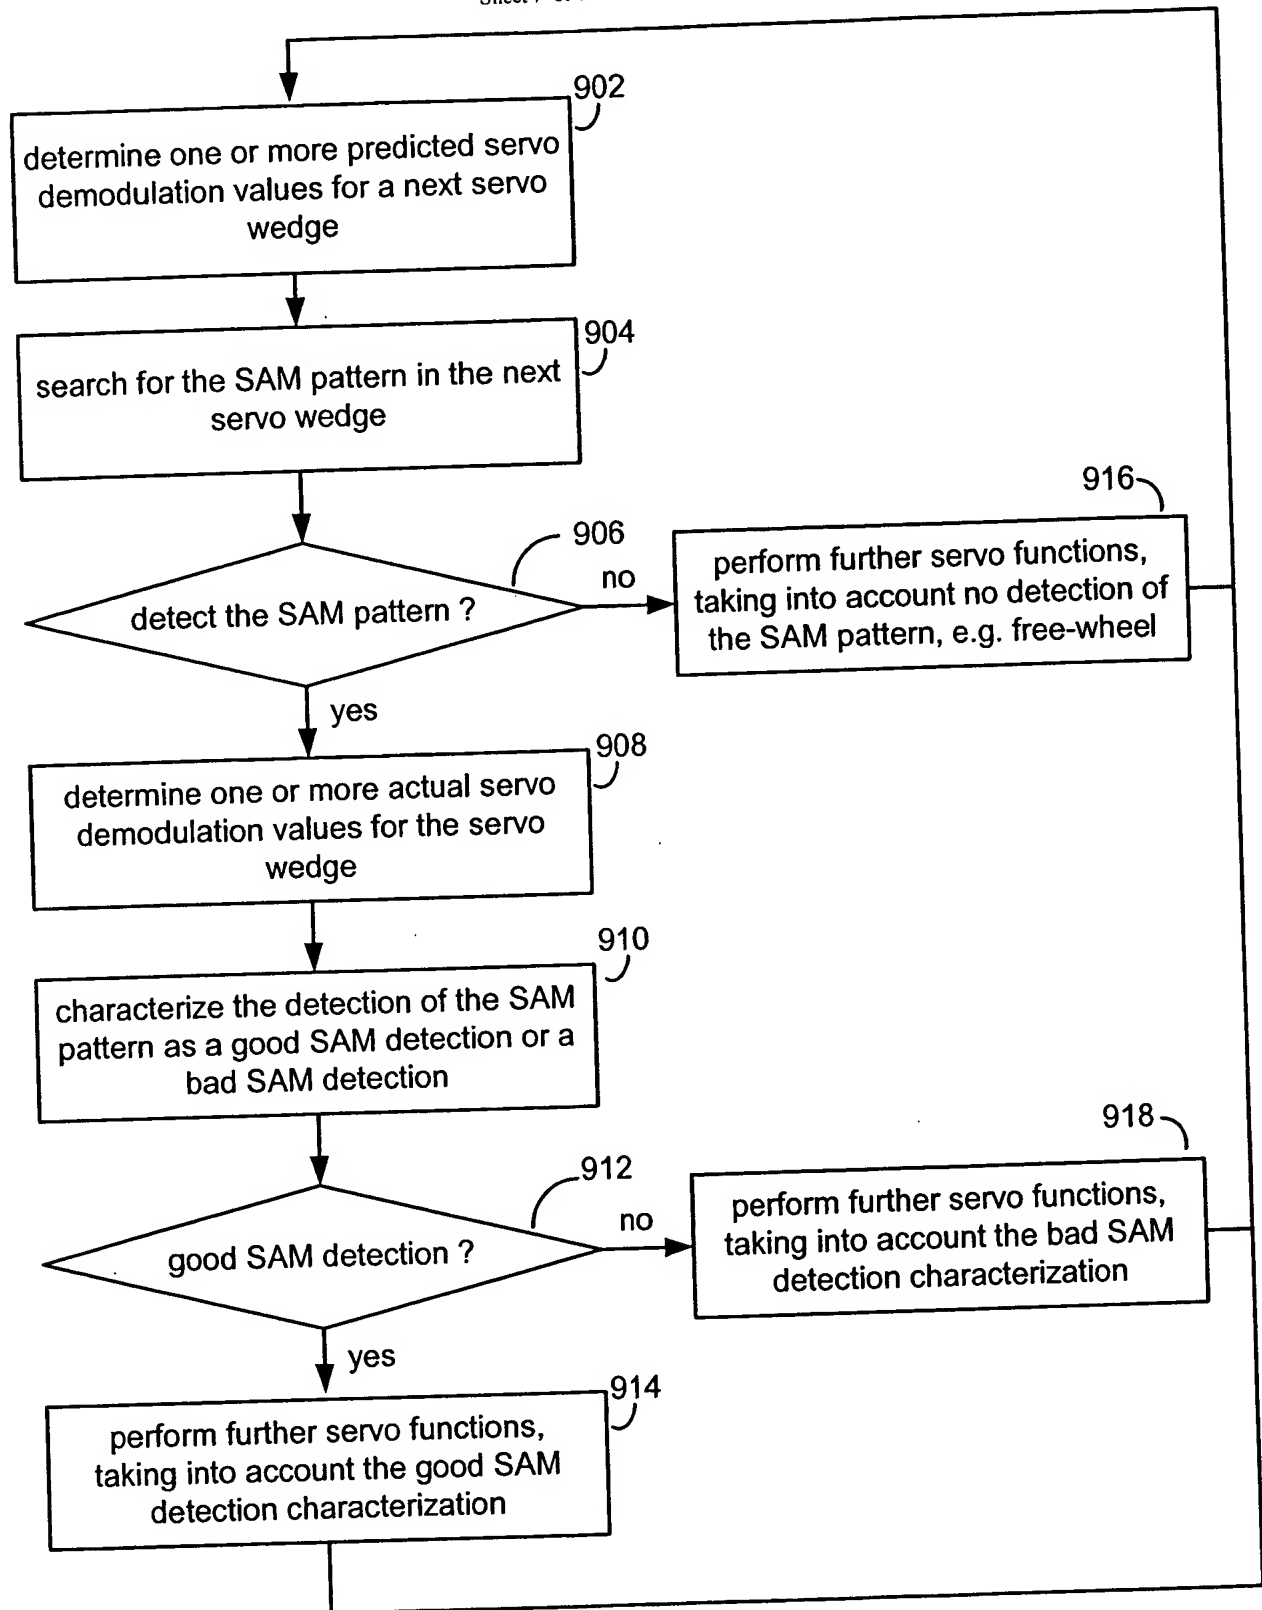 902
determine one or more predicted servo
demodulation values for a next servo
wedge
904
search for the SAM pattern in the next
servo wedge
906
detect the SAM pattern ?
no
916
perform further servo functions,
taking into account no detection of
the SAM pattern, e.g. free-wheel
yes
908
determine one or more actual servo
demodulation values for the servo
wedge
910
characterize the detection of the SAM
pattern as a good SAM detection or a
bad SAM detection
912
good SAM detection ?
no
918
perform further servo functions,
taking into account the bad SAM
detection characterization
yes
914
perform further servo functions,
taking into account the good SAM
detection characterization